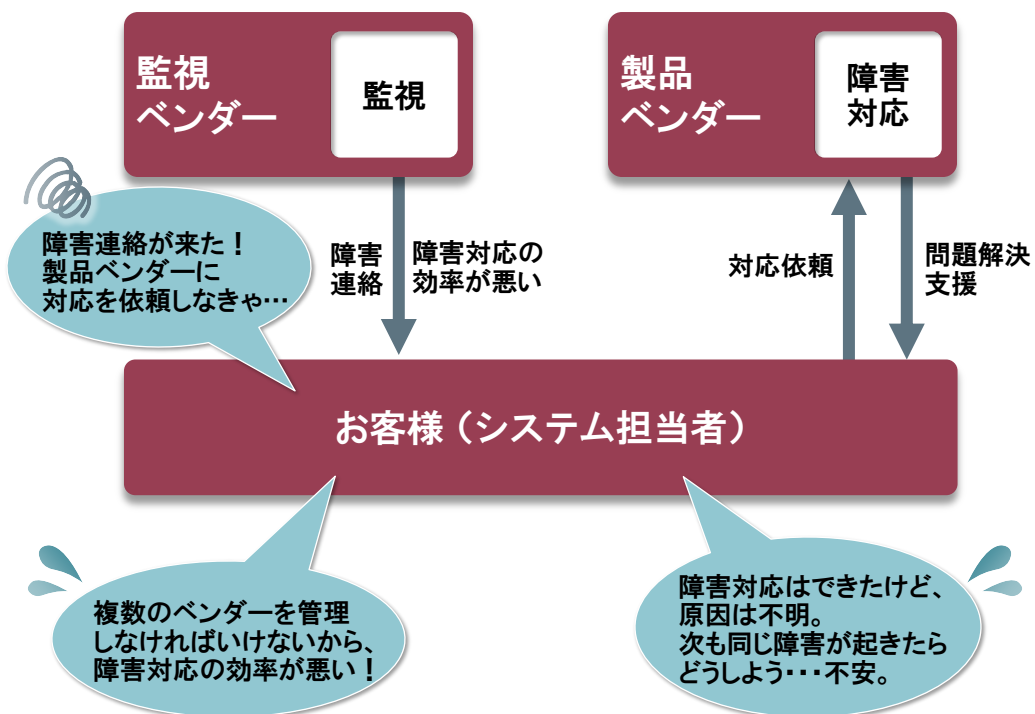 監視
ベンダー
監視
製品
ベンダー
障害
対応
障害連絡が来た！
製品ベンダーに
対応を依頼しなきゃ…
障害
連絡
障害対応の
効率が悪い
対応依頼
問題解決
支援
お客様（システム担当者）
複数のベンダーを管理
しなければいけないから、
障害対応の効率が悪い！
障害対応はできたけど、
原因は不明。
次も同じ障害が起きたら
どうしよう・・・不安。